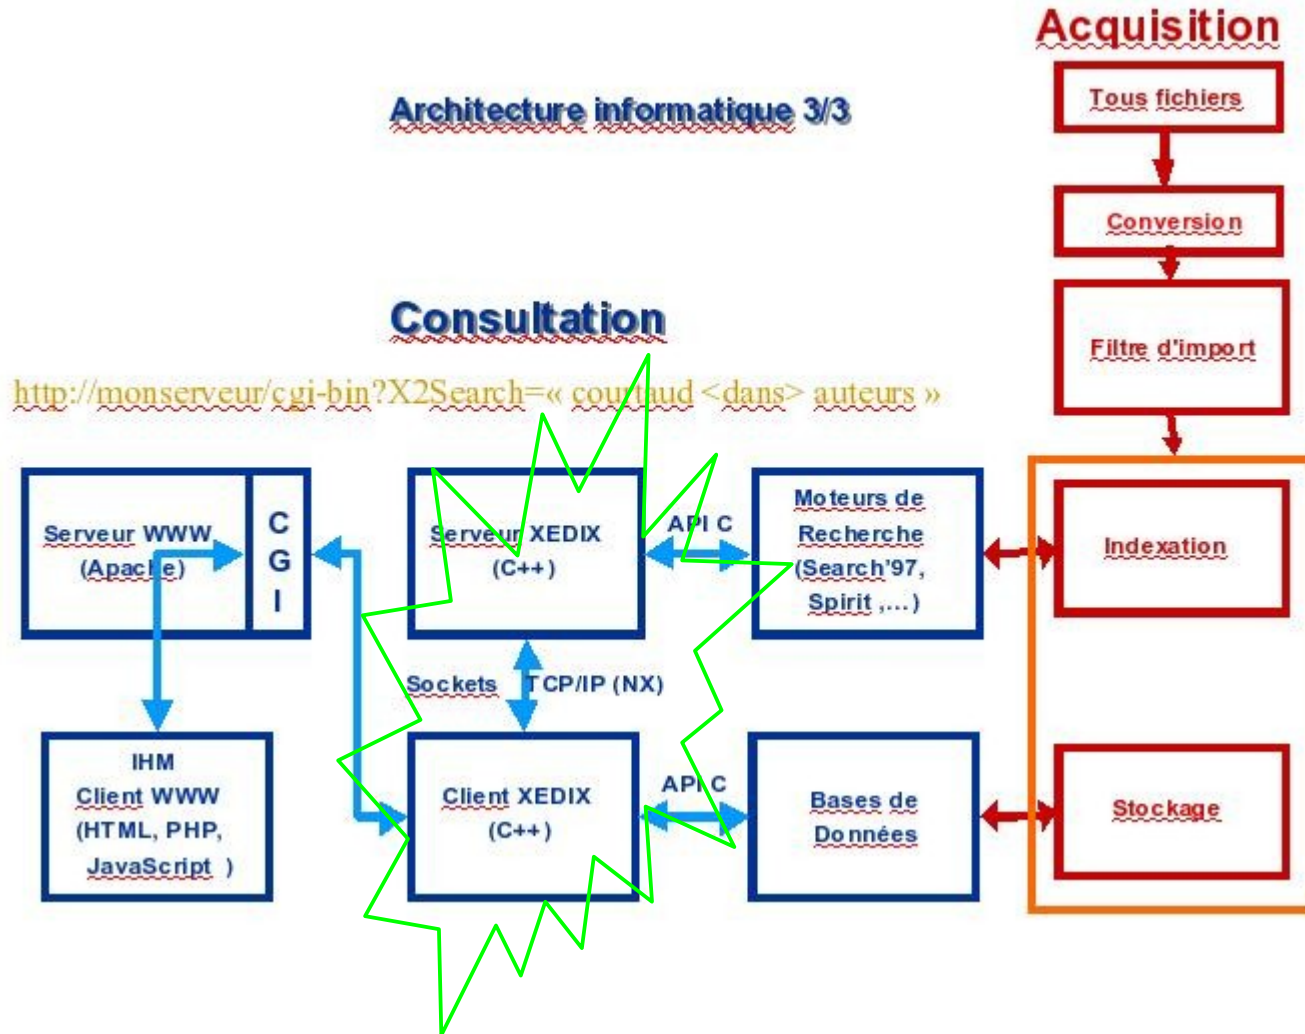 Acquisition
Architecture informatique 3/3
Tous fichiers
Conversion
Filtre d'import
Consultation
http://monserveur/cgi-bin?X2Search=« courtaud <dans> auteurs »
Serveur WWW
(Apache)
C
G
I
Serveur XEDIX
(C++)
API C
Moteurs de
Recherche
(Search'97,
Spirit ,...)
Indexation
Sockets TCP/IP (NX)
IHM
Client WWW
(HTML, PHP,
JavaScript )
Client XEDIX
(C++)
API C
Bases de
Données
Stockage